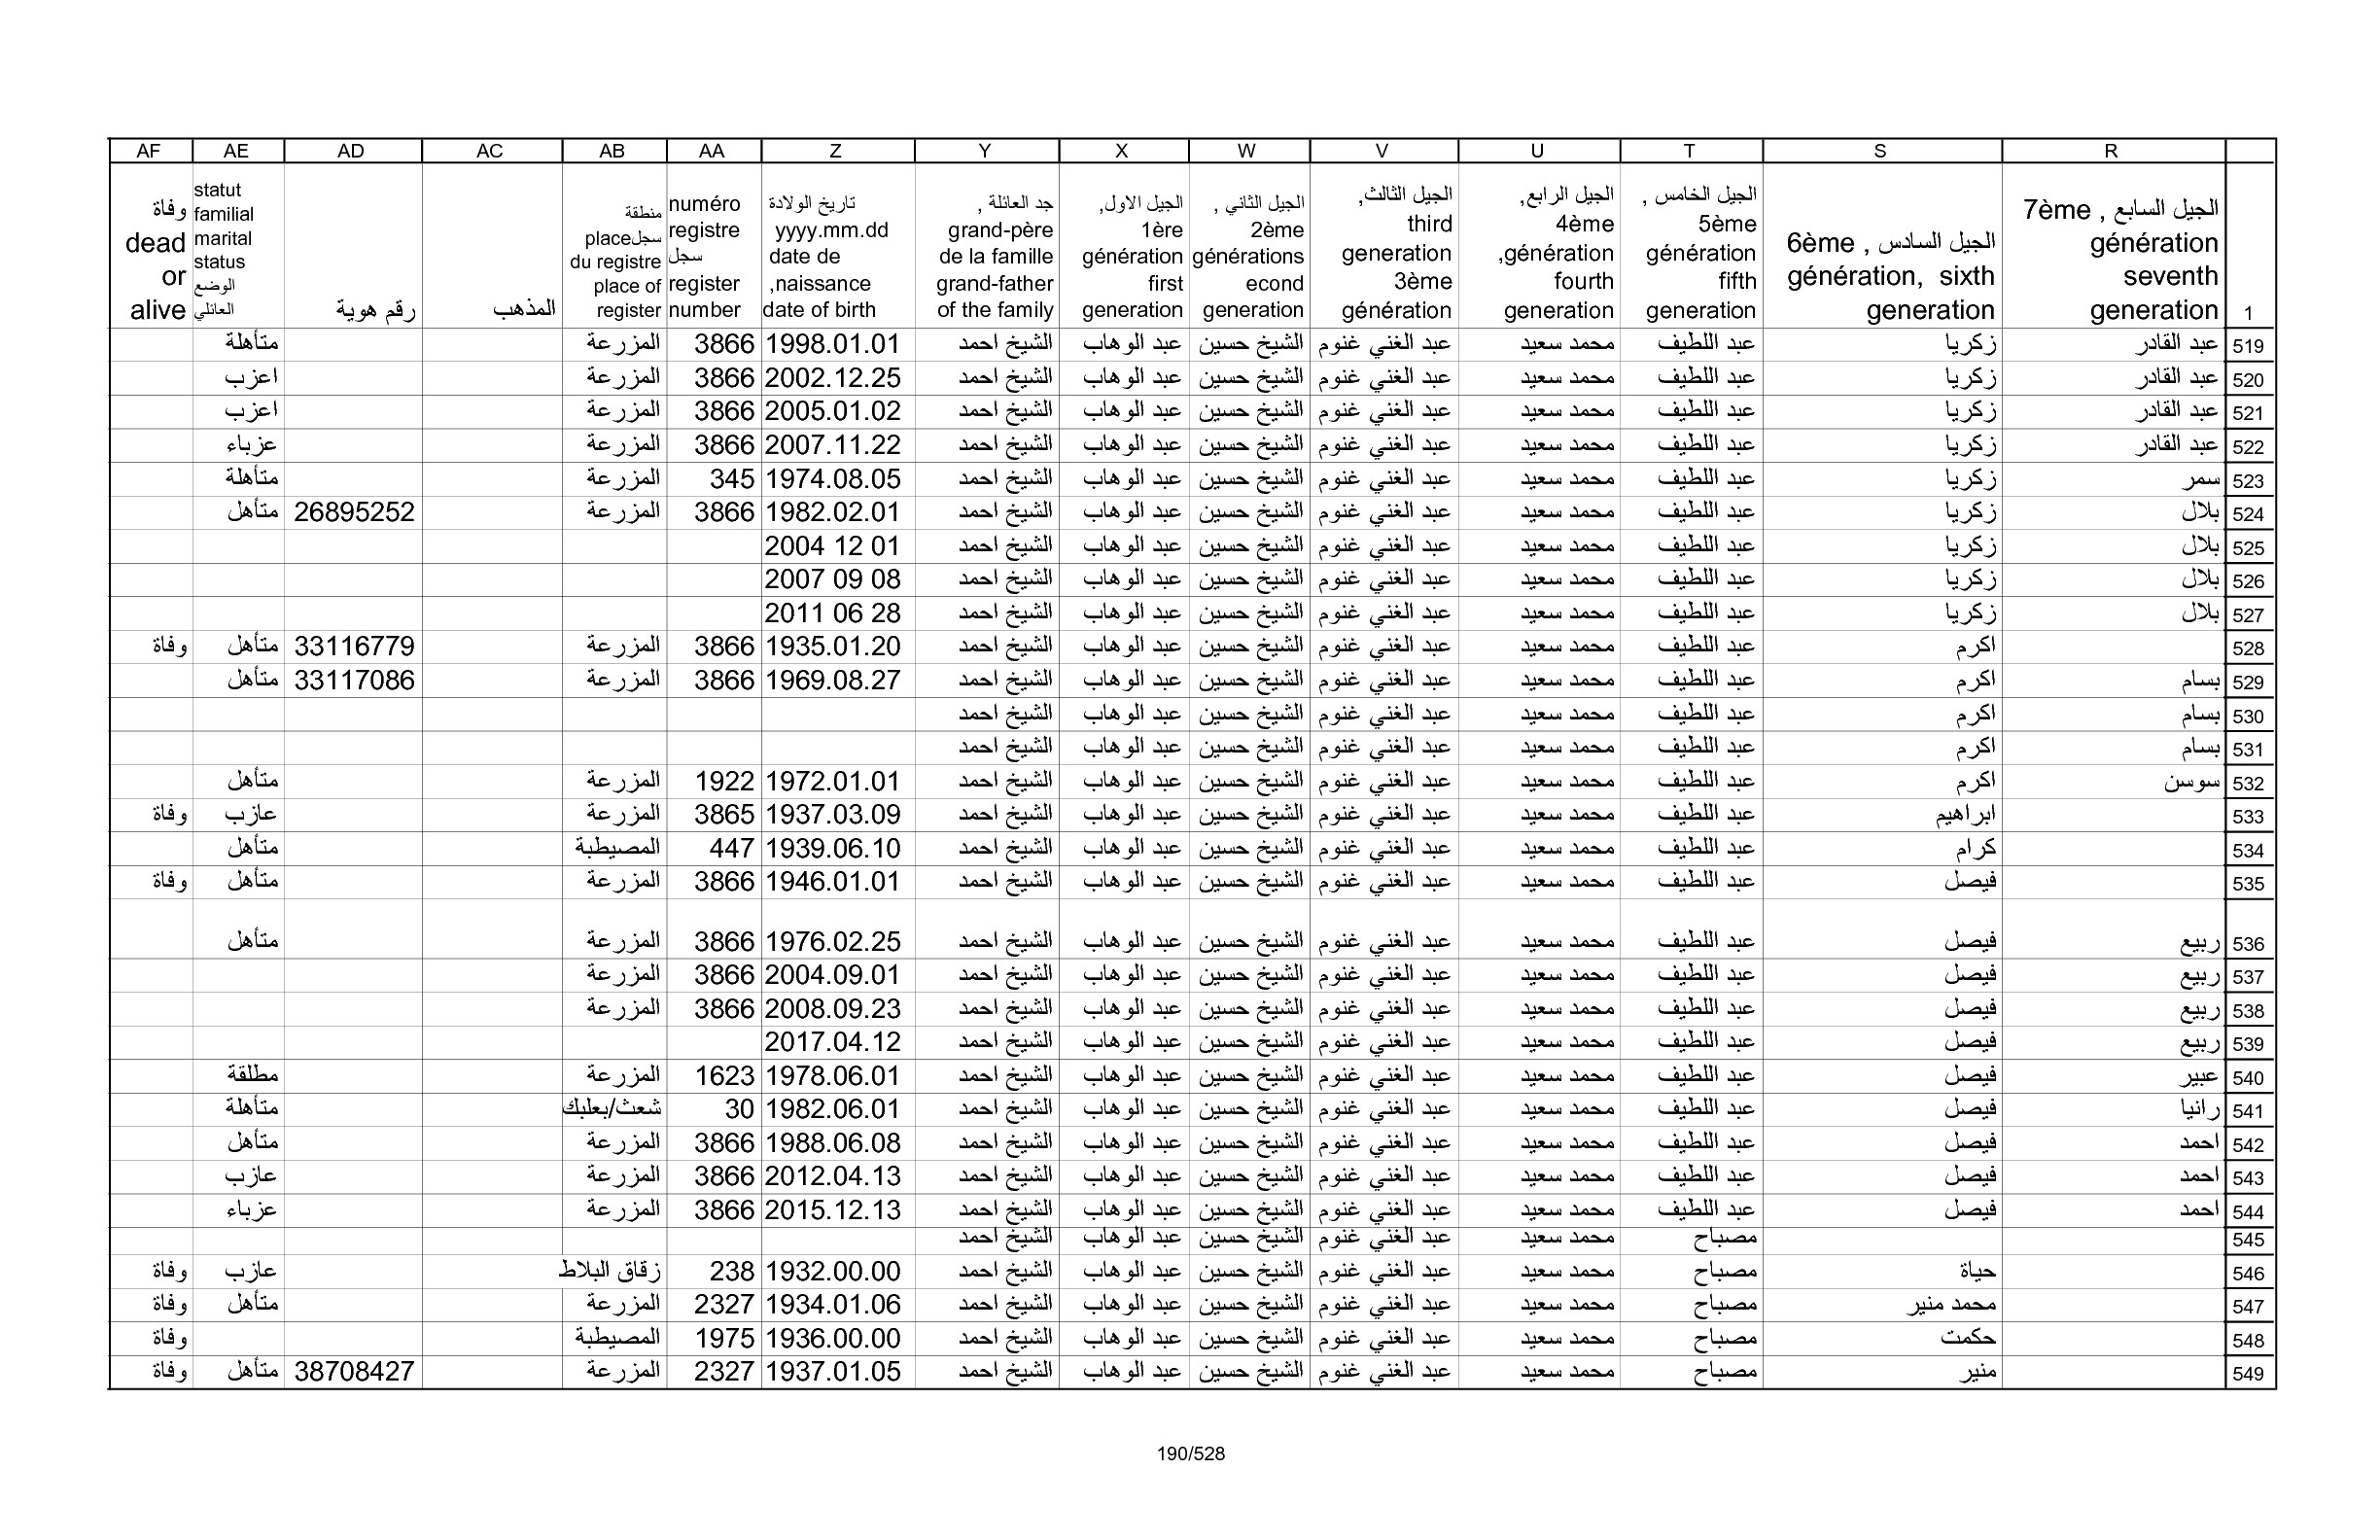 R S T U V W X Y Z AA AB AC AD AE AF
1 الجيل السابع , 7ème génération seventh generation الجيل السادس , 6ème génération, sixth generation الجيل الخامس , 5ème génération fifth generation الجيل الرابع, 4ème génération, fourth generation الجيل الثالث, third generation 3ème génération الجيل الثاني , 2ème générations econd generation الجيل الاول, 1ère génération first generation جد العائلة , grand-père de la famille grand-father of the family تاريخ الولادة yyyy.mm.dd date de naissance, date of birth numéro registre سجل register number منطقة سجل place du registre place of register المذهب رقم هوية statut familial marital status الوضع العائلي وفاة dead or alive
519 عبد القادر زكريا عبد اللطيف محمد سعيد عبد الغني غنوم الشيخ حسين عبد الوهاب الشيخ احمد 1998.01.01 3866 المزرعة متأهلة
520 عبد القادر زكريا عبد اللطيف محمد سعيد عبد الغني غنوم الشيخ حسين عبد الوهاب الشيخ احمد 2002.12.25 3866 المزرعة اعزب
521 عبد القادر زكريا عبد اللطيف محمد سعيد عبد الغني غنوم الشيخ حسين عبد الوهاب الشيخ احمد 2005.01.02 3866 المزرعة اعزب
522 عبد القادر زكريا عبد اللطيف محمد سعيد عبد الغني غنوم الشيخ حسين عبد الوهاب الشيخ احمد 2007.11.22 3866 المزرعة عزباء
523 سمر زكريا عبد اللطيف محمد سعيد عبد الغني غنوم الشيخ حسين عبد الوهاب الشيخ احمد 1974.08.05 345 المزرعة متأهلة
524 بلال زكريا عبد اللطيف محمد سعيد عبد الغني غنوم الشيخ حسين عبد الوهاب الشيخ احمد 1982.02.01 3866 المزرعة 26895252 متأهل
525 بلال زكريا عبد اللطيف محمد سعيد عبد الغني غنوم الشيخ حسين عبد الوهاب الشيخ احمد 2004 12 01
526 بلال زكريا عبد اللطيف محمد سعيد عبد الغني غنوم الشيخ حسين عبد الوهاب الشيخ احمد 2007 09 08
527 بلال زكريا عبد اللطيف محمد سعيد عبد الغني غنوم الشيخ حسين عبد الوهاب الشيخ احمد 2011 06 28
528 اكرم عبد اللطيف محمد سعيد عبد الغني غنوم الشيخ حسين عبد الوهاب الشيخ احمد 1935.01.20 3866 المزرعة 33116779 متأهل وفاة
529 بسام اكرم عبد اللطيف محمد سعيد عبد الغني غنوم الشيخ حسين عبد الوهاب الشيخ احمد 1969.08.27 3866 المزرعة 33117086 متأهل
530 بسام اكرم عبد اللطيف محمد سعيد عبد الغني غنوم الشيخ حسين عبد الوهاب الشيخ احمد
531 بسام اكرم عبد اللطيف محمد سعيد عبد الغني غنوم الشيخ حسين عبد الوهاب الشيخ احمد
532 سوسن اكرم عبد اللطيف محمد سعيد عبد الغني غنوم الشيخ حسين عبد الوهاب الشيخ احمد 1972.01.01 1922 المزرعة متأهل
533 ابراهيم عبد اللطيف محمد سعيد عبد الغني غنوم الشيخ حسين عبد الوهاب الشيخ احمد 1937.03.09 3865 المزرعة عازب وفاة
534 كرام عبد اللطيف محمد سعيد عبد الغني غنوم الشيخ حسين عبد الوهاب الشيخ احمد 1939.06.10 447 المصيطبة متأهل
535 فيصل عبد اللطيف محمد سعيد عبد الغني غنوم الشيخ حسين عبد الوهاب الشيخ احمد 1946.01.01 3866 المزرعة متأهل وفاة
536 ربيع فيصل عبد اللطيف محمد سعيد عبد الغني غنوم الشيخ حسين عبد الوهاب الشيخ احمد 1976.02.25 3866 المزرعة متأهل
537 ربيع فيصل عبد اللطيف محمد سعيد عبد الغني غنوم الشيخ حسين عبد الوهاب الشيخ احمد 2004.09.01 3866 المزرعة
538 ربيع فيصل عبد اللطيف محمد سعيد عبد الغني غنوم الشيخ حسين عبد الوهاب الشيخ احمد 2008.09.23 3866 المزرعة
539 ربيع فيصل عبد اللطيف محمد سعيد عبد الغني غنوم الشيخ حسين عبد الوهاب الشيخ احمد 2017.04.12
540 عبير فيصل عبد اللطيف محمد سعيد عبد الغني غنوم الشيخ حسين عبد الوهاب الشيخ احمد 1978.06.01 1623 المزرعة مطلقة
541 رانيا فيصل عبد اللطيف محمد سعيد عبد الغني غنوم الشيخ حسين عبد الوهاب الشيخ احمد 1982.06.01 30 شعث/بعلبك متأهلة
542 احمد فيصل عبد اللطيف محمد سعيد عبد الغني غنوم الشيخ حسين عبد الوهاب الشيخ احمد 1988.06.08 3866 المزرعة متأهل
543 احمد فيصل عبد اللطيف محمد سعيد عبد الغني غنوم الشيخ حسين عبد الوهاب الشيخ احمد 2012.04.13 3866 المزرعة عازب
544 احمد فيصل عبد اللطيف محمد سعيد عبد الغني غنوم الشيخ حسين عبد الوهاب الشيخ احمد 2015.12.13 3866 المزرعة عزباء
545 مصباح محمد سعيد عبد الغني غنوم الشيخ حسين عبد الوهاب الشيخ احمد
546 حياة مصباح محمد سعيد عبد الغني غنوم الشيخ حسين عبد الوهاب الشيخ احمد 1932.00.00 238 زقاق البلاط عازب وفاة
547 محمد منير مصباح محمد سعيد عبد الغني غنوم الشيخ حسين عبد الوهاب الشيخ احمد 1934.01.06 2327 المزرعة متأهل وفاة
548 حكمت مصباح محمد سعيد عبد الغني غنوم الشيخ حسين عبد الوهاب الشيخ احمد 1936.00.00 1975 المصيطبة وفاة
549 منير مصباح محمد سعيد عبد الغني غنوم الشيخ حسين عبد الوهاب الشيخ احمد 1937.01.05 2327 المزرعة 38708427 متأهل وفاة
190/528